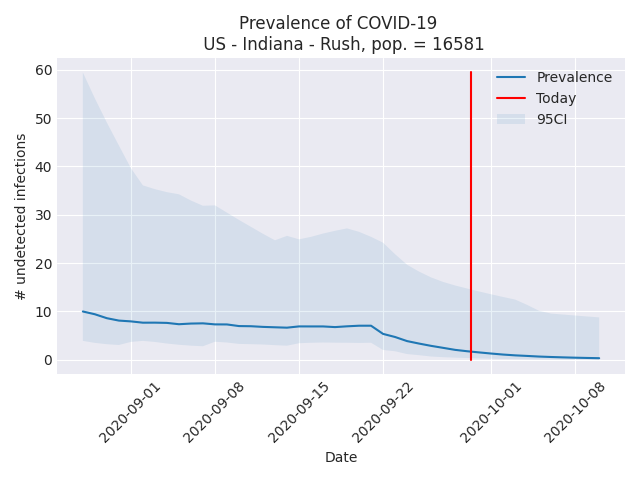 Prevalence of COVID-19
US - Indiana - Rush, pop. = 16581
60
50
40
30
20
10
0
# undetected infections
Prevalence
Today
95CI
2020-09-01
2020-09-08
2020-09-15
2020-09-22
2020-10-01
2020-10-08
Date